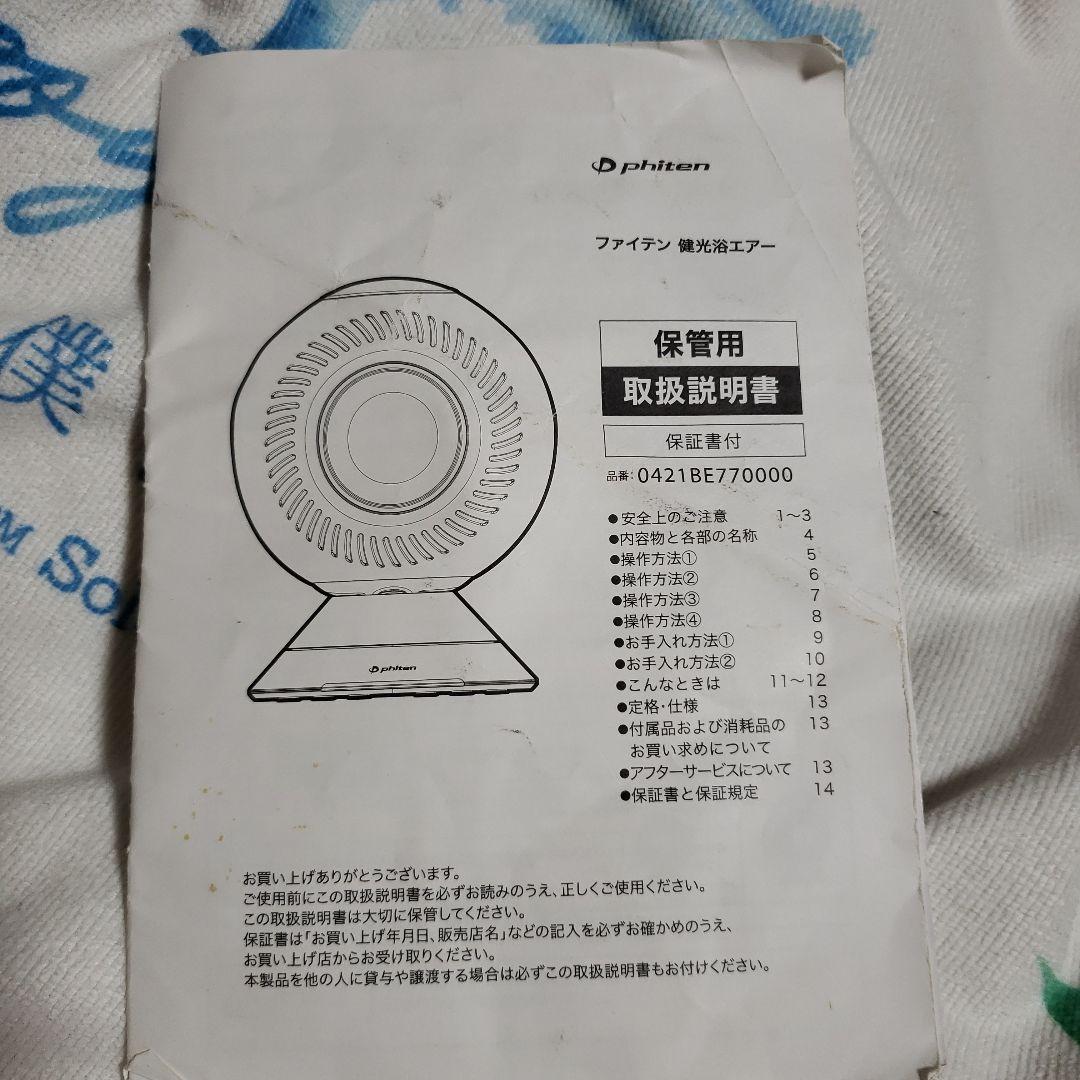 phiten
ファイテン 健光浴エアー
保管用
取扱説明書
保証書付
品番:0421BE770000
●安全上のご注意 1〜3
●内容物と各部の名称 4
●操作方法① 5
●操作方法② 6
●操作方法③ 7
●操作方法④ 8
●お手入れ方法① 9
●お手入れ方法② 10
●こんなときは 11〜12
●定格・仕様 13
●付属品および消耗品の 13
お買い求めについて
●アフターサービスについて 13
●保証書と保証規定 14
phiten
お買い上げありがとうございます。
ご使用前にこの取扱説明書を必ずお読みのうえ、正しくご使用ください。
この取扱説明書は大切に保管してください。
保証書は「お買い上げ年月日、販売店名」などの記入を必ずお確かめのうえ、
お買い上げ店からお受け取りください。
本製品を他の人に貸与や譲渡する場合は必ずこの取扱説明書もお付けください。
僕